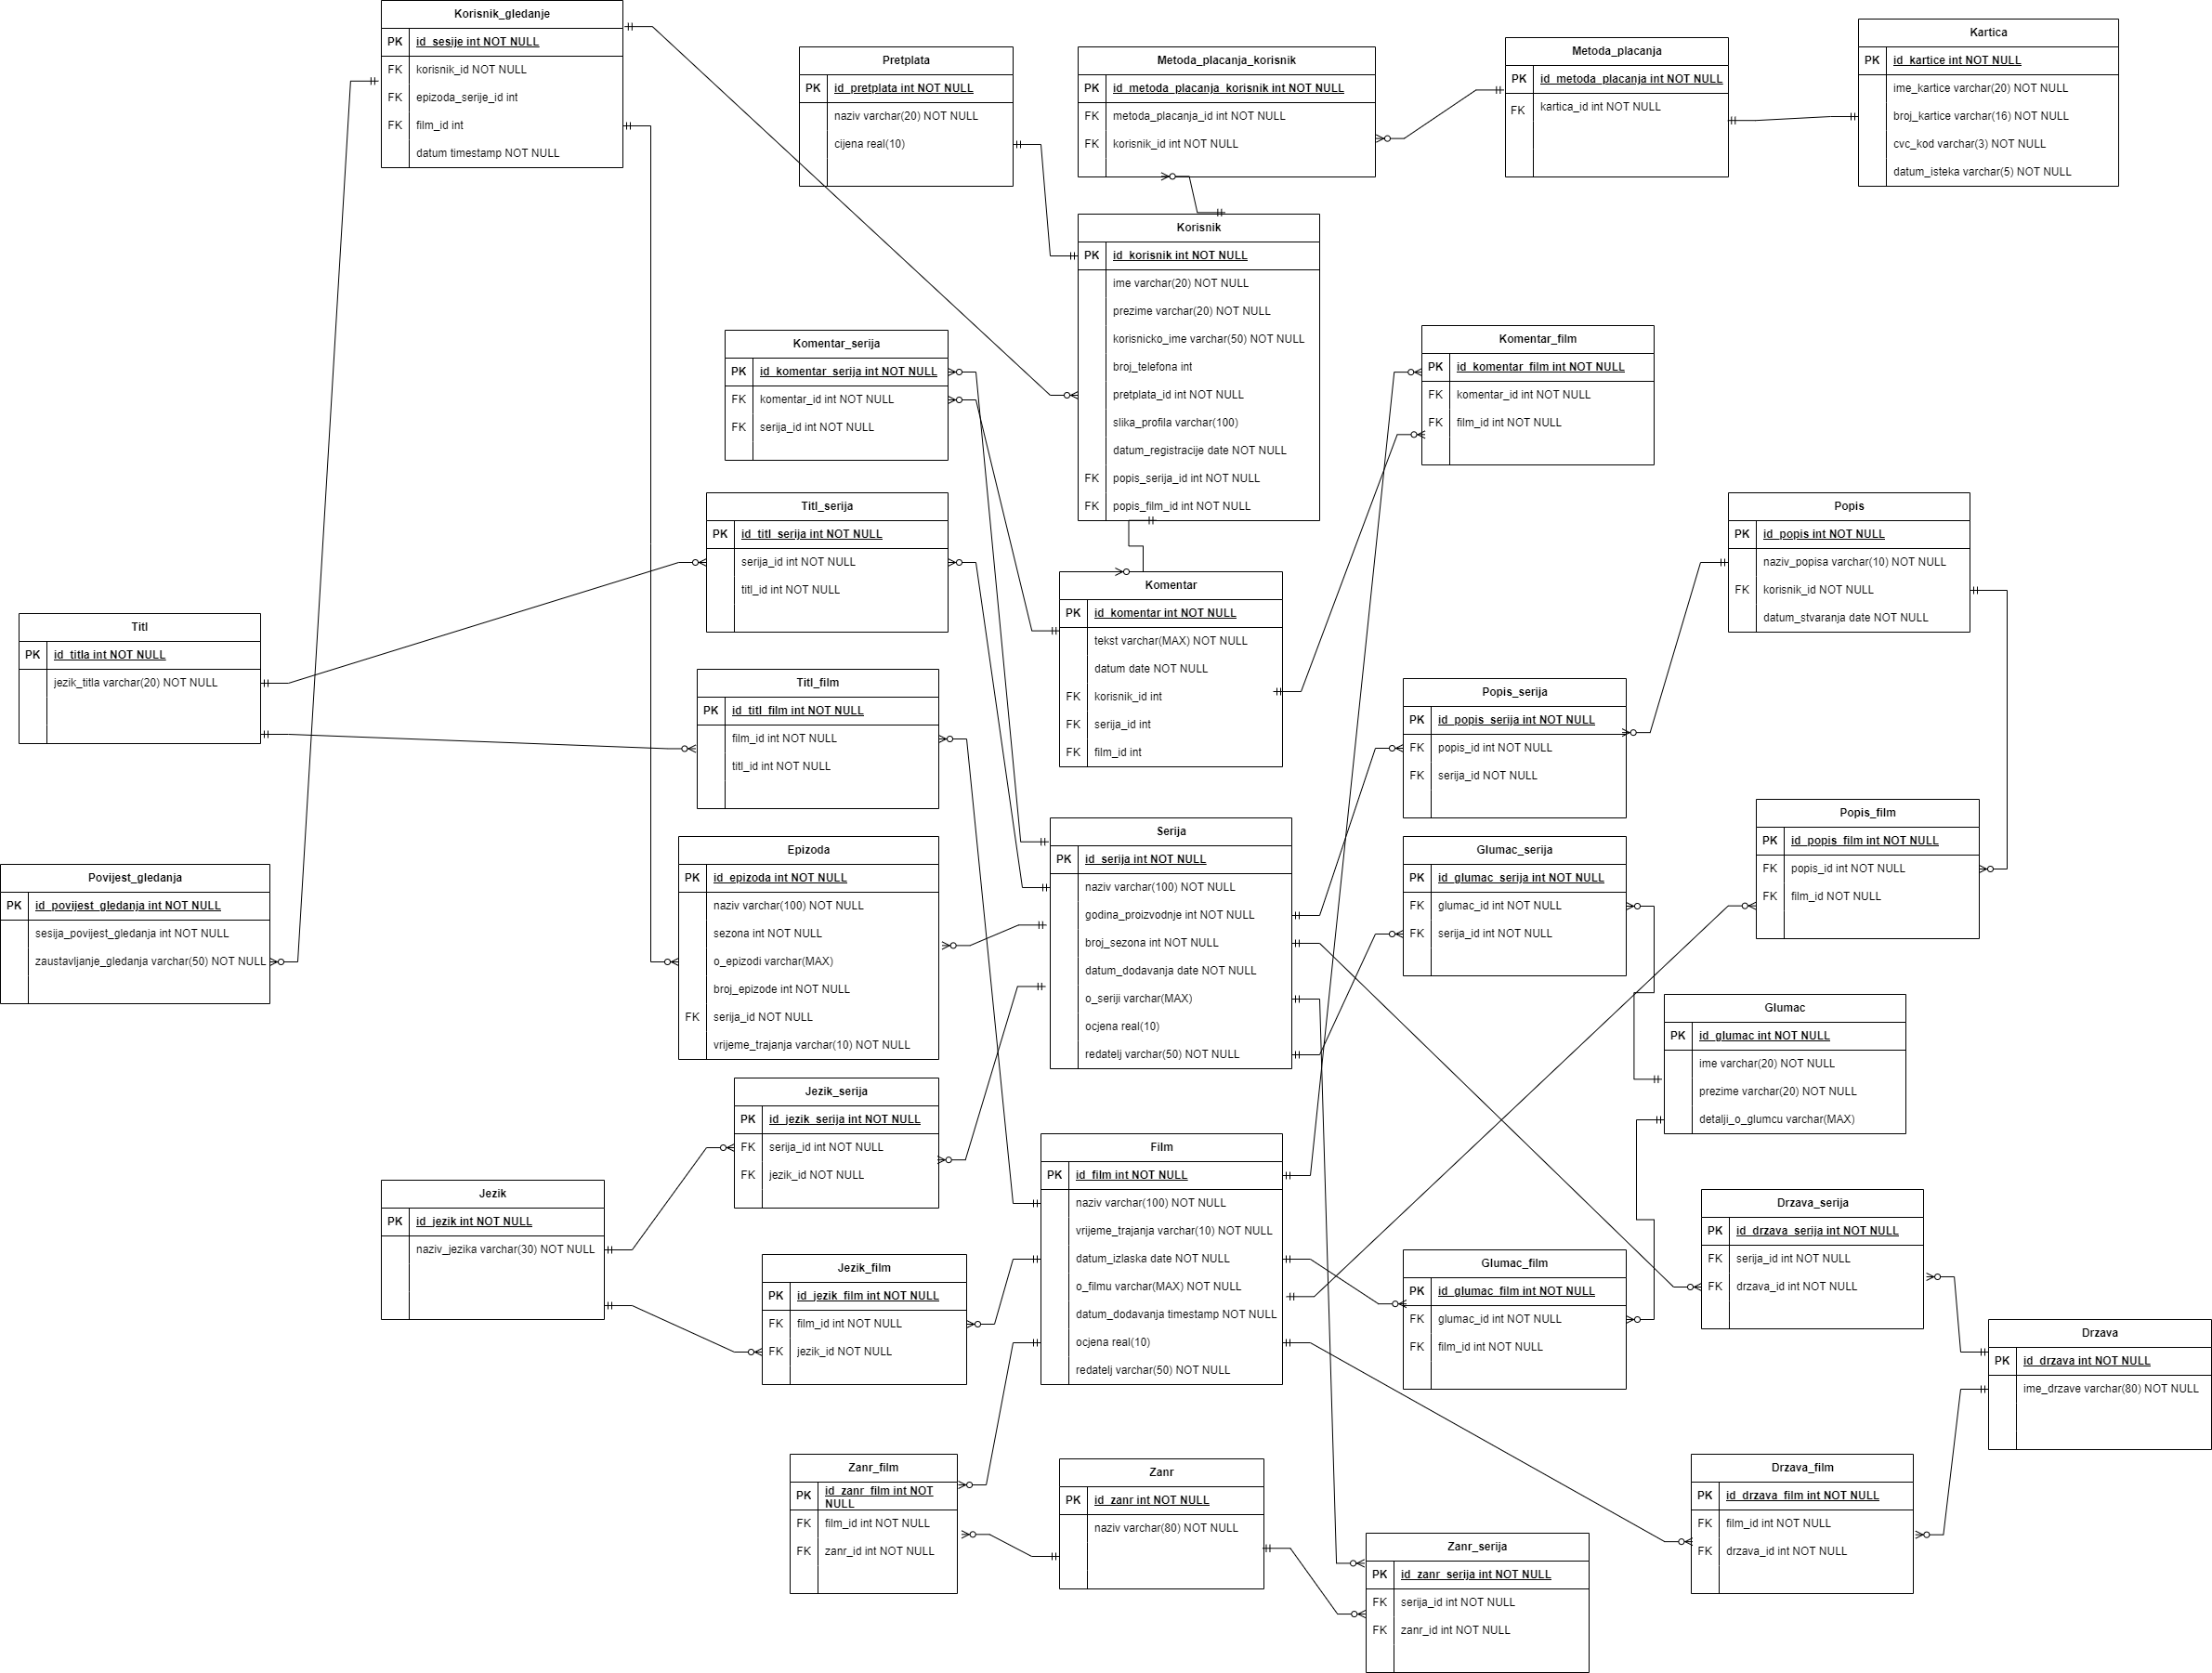 Korisnik_gledanje
PK id_sesije int NOT NULL
FK korisnik_id NOT NULL
FK epizoda_serije_id int
FK film_id int
datum timestamp NOT NULL
Pretplata
PK id_pretplata int NOT NULL
naziv varchar(20) NOT NULL
cijena real(10)
Metoda_placanja_korisnik
PK id_metoda_placanja_korisnik int NOT NULL
FK metoda_placanja_id int NOT NULL
FK korisnik_id int NOT NULL
Metoda_placanja
PK id_metoda_placanja int NOT NULL
FK kartica_id int NOT NULL
Kartica
PK id_kartice int NOT NULL
ime_kartice varchar(20) NOT NULL
broj_kartice varchar(16) NOT NULL
cvc_kod varchar(3) NOT NULL
datum_isteka varchar(5) NOT NULL
Korisnik
PK id_korisnik int NOT NULL
ime varchar(20) NOT NULL
prezime varchar(20) NOT NULL
korisnicko_ime varchar(50) NOT NULL
broj_telefona int
pretplata_id int NOT NULL
slika_profila varchar(100)
datum_registracije date NOT NULL
FK popis_serija_id int NOT NULL
FK popis_film_id int NOT NULL
Komentar_serija
PK id_komentar_serija int NOT NULL
FK komentar_id int NOT NULL
FK serija_id int NOT NULL
Komentar_film
PK id_komentar_film int NOT NULL
FK komentar_id int NOT NULL
FK film_id int NOT NULL
Titl_serija
PK id_titl_serija int NOT NULL
serija_id int NOT NULL
titl_id int NOT NULL
Popis
PK id_popis int NOT NULL
naziv_popisa varchar(10) NOT NULL
FK korisnik_id NOT NULL
datum_stvaranja date NOT NULL
Komentar
PK id_komentar int NOT NULL
tekst varchar(MAX) NOT NULL
datum date NOT NULL
FK korisnik_id int
FK serija_id int
FK film_id int
Titl
PK id_titla int NOT NULL
jezik_titla varchar(20) NOT NULL
Titl_film
PK id_titl_film int NOT NULL
film_id int NOT NULL
titl_id int NOT NULL
Popis_serija
PK id_popis_serija int NOT NULL
FK popis_id int NOT NULL
FK serija_id NOT NULL
Popis_film
PK id_popis_film int NOT NULL
FK popis_id int NOT NULL
FK film_id NOT NULL
Serija
PK id_serija int NOT NULL
naziv varchar(100) NOT NULL
godina_proizvodnje int NOT NULL
broj_sezona int NOT NULL
datum_dodavanja date NOT NULL
o_seriji varchar(MAX)
ocjena real(10)
redatelj varchar(50) NOT NULL
Epizoda
PK id_epizoda int NOT NULL
naziv varchar(100) NOT NULL
sezona int NOT NULL
o_epizodi varchar(MAX)
broj_epizode int NOT NULL
FK serija_id NOT NULL
vrijeme_trajanja varchar(10) NOT NULL
Glumac_serija
PK id_glumac_serija int NOT NULL
FK glumac_id int NOT NULL
FK serija_id int NOT NULL
Povijest_gledanja
PK id_povijest_gledanja int NOT NULL
sesija_povijest_gledanja int NOT NULL
zaustavljanje_gledanja varchar(50) NOT NULL
Glumac
PK id_glumac int NOT NULL
ime varchar(20) NOT NULL
prezime varchar(20) NOT NULL
detalji_o_glumcu varchar(MAX)
Jezik_serija
PK id_jezik_serija int NOT NULL
FK serija_id int NOT NULL
FK jezik_id NOT NULL
Film
PK id_film int NOT NULL
naziv varchar(100) NOT NULL
vrijeme_trajanja varchar(10) NOT NULL
datum_izlaska date NOT NULL
o_filmu varchar(MAX) NOT NULL
datum_dodavanja timestamp NOT NULL
ocjena real(10)
redatelj varchar(50) NOT NULL
Jezik
PK id_jezik int NOT NULL
naziv_jezika varchar(30) NOT NULL
Drzava_serija
PK id_drzava_serija int NOT NULL
FK serija_id int NOT NULL
FK drzava_id int NOT NULL
Jezik_film
PK id_jezik_film int NOT NULL
FK film_id int NOT NULL
FK jezik_id NOT NULL
Glumac_film
PK id_glumac_film int NOT NULL
FK glumac_id int NOT NULL
FK film_id int NOT NULL
Drzava
PK id_drzava int NOT NULL
ime_drzave varchar(80) NOT NULL
Zanr_film
PK id_zanr_film int NOT
NULL
FK film_id int NOT NULL
FK zanr_id int NOT NULL
Zanr
PK id_zanr int NOT NULL
naziv varchar(80) NOT NULL
Drzava_film
PK id_drzava_film int NOT NULL
FK film_id int NOT NULL
FK drzava_id int NOT NULL
Zanr_serija
PK id_zanr_serija int NOT NULL
FK serija_id int NOT NULL
FK zanr_id int NOT NULL